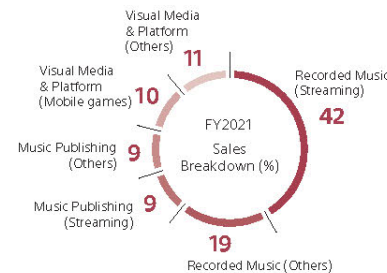 Visual Media
& Platform
(Others)
11
Visual Media
& Platform
(Mobile games)
10
Music Publishing
(Others)
9
Music Publishing
(Streaming)
9
FY2021
Sales
Breakdown (%)
Recorded Music
(Streaming)
42
19
Recorded Music (Others)